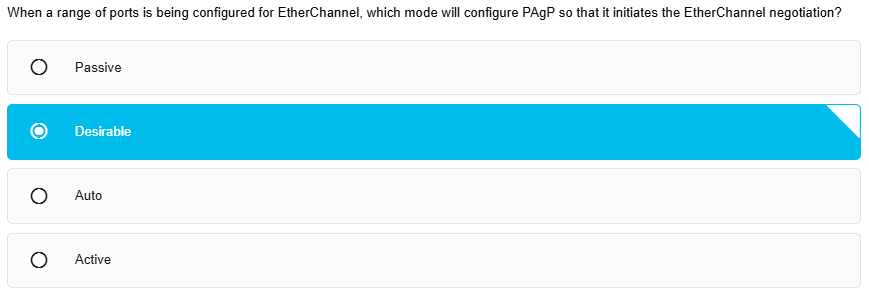 When a range of ports is being configured for EtherChannel, which mode will configure PAgP so that it initiates the EtherChannel negotiation?
Passive
Desirable
Auto
Active